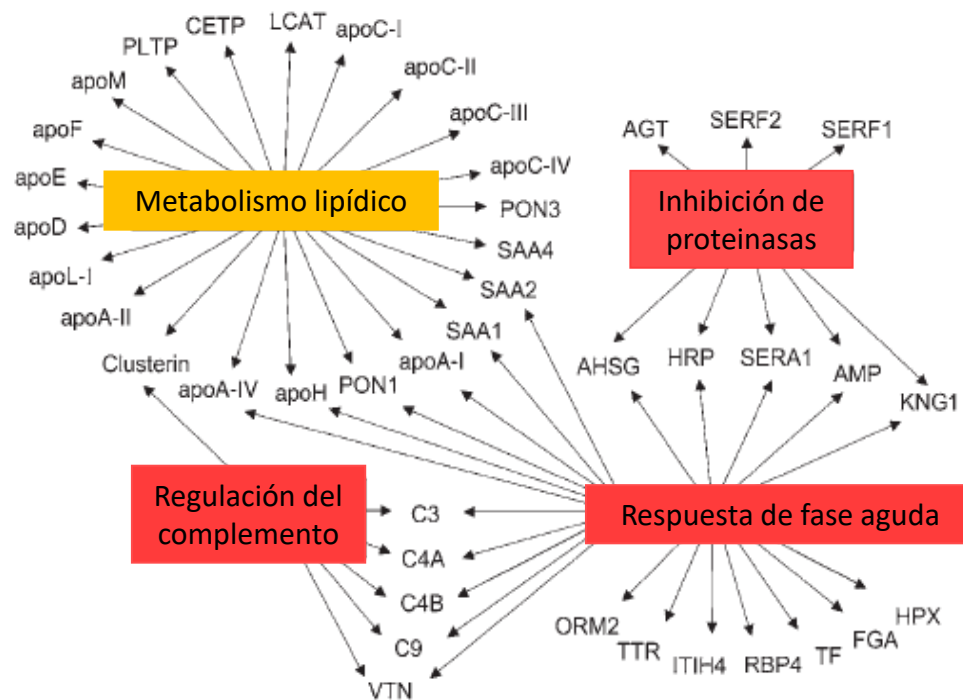 LCAT
CETP
apoC-I
PLTP
apoC-II
apoM
apoC-III
SERF2
AGT
SERF1
apoF
apoC-IV
apoE
Metabolismo lipídico
PON3
Inhibición de
proteinasas
apoD
SAA4
apoL-I
SAA2
apoA-II
SAA1
Clusterin
apoA-I
apoA-IV
apoH
PON1
AHSG
HRP
SERA1
AMP
KNG1
Regulación del
complemento
C3
Respuesta de fase aguda
C4A
C4B
C9
VTN
ORM2
TTR
ITIH4
RBP4
TF
FGA
HPX